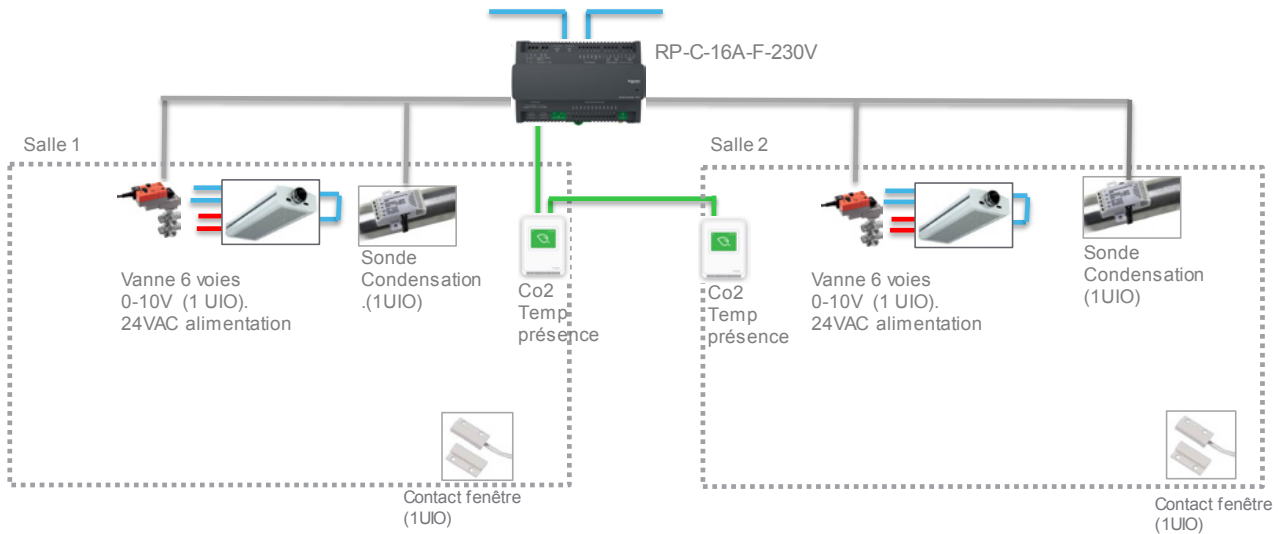 RP-C-16A-F-230V
Salle 1
Vanne 6 voies
0-10V (1 UIO).
24VAC alimentation
Sonde
Condensation
.(1UIO)
Co2
Temp
présence
Contact fenêtre
(1UIO)
Salle 2
Co2
Temp
présence
Vanne 6 voies
0-10V (1 UIO).
24VAC alimentation
Sonde
Condensation
(1UIO)
Contact fenêtre
(1UIO)